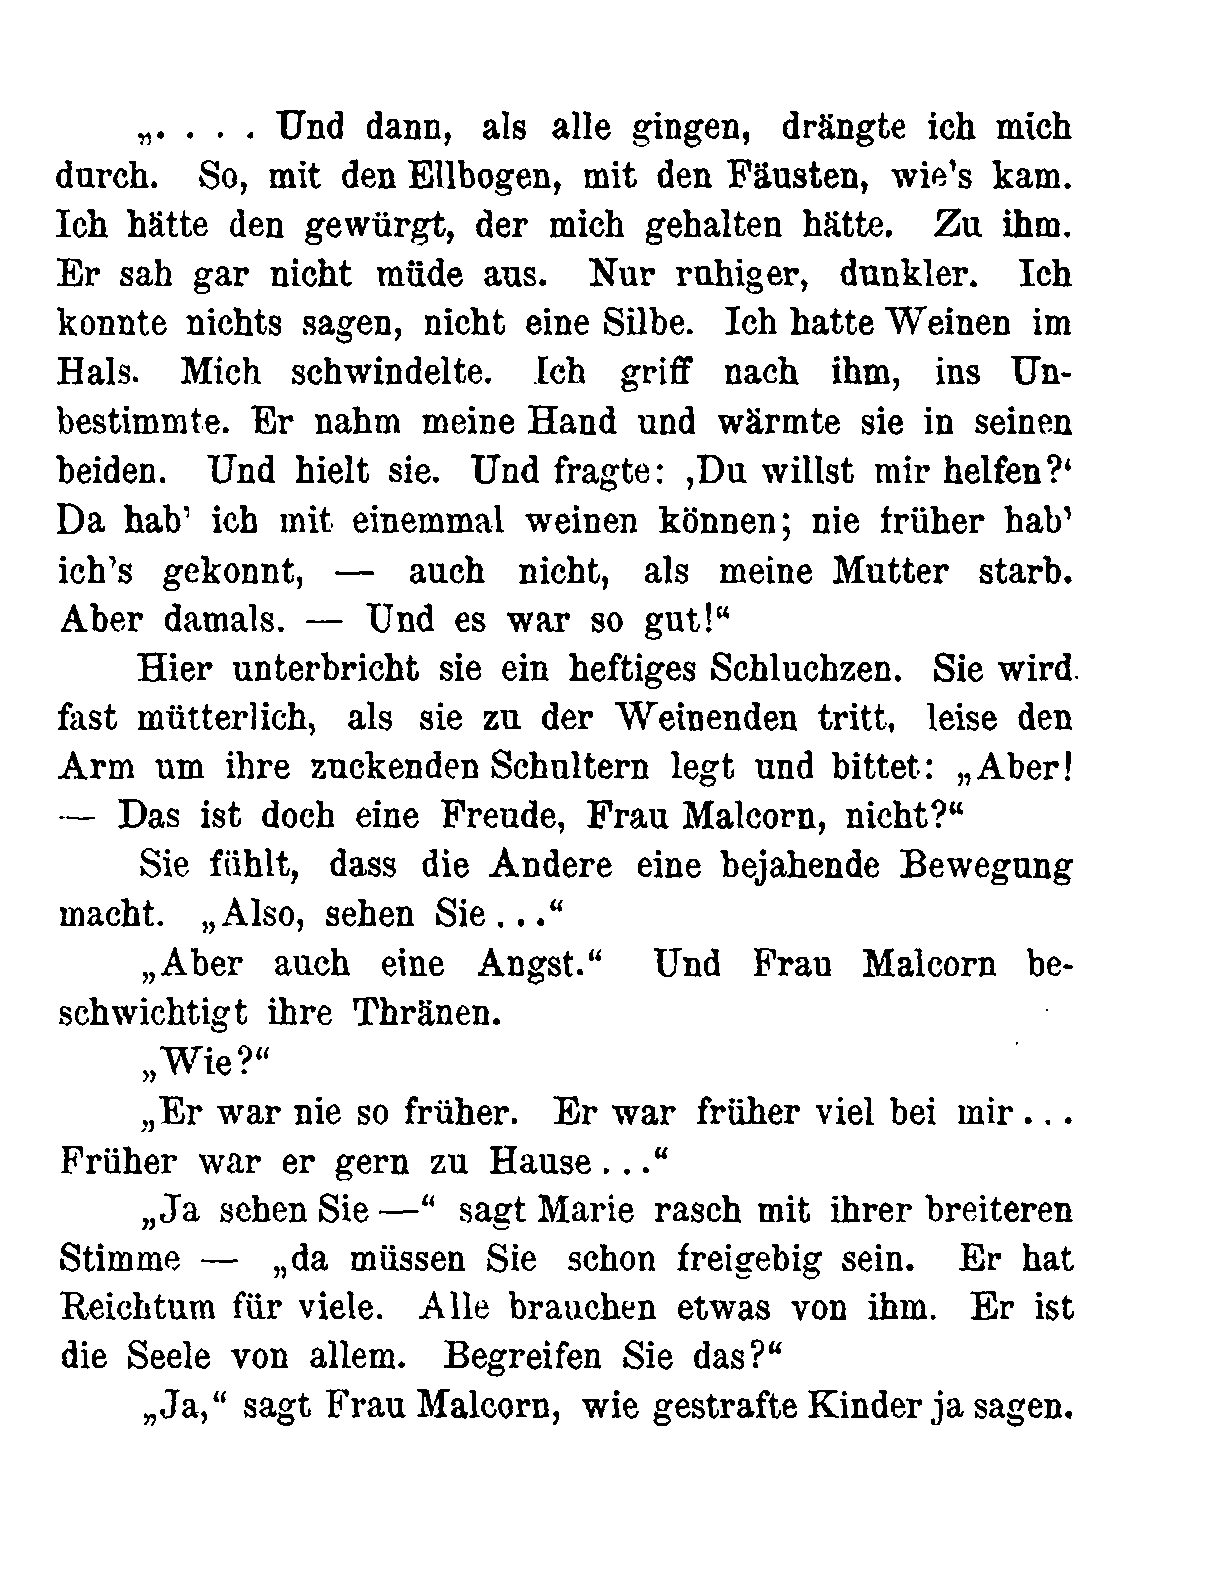 „. . . . Und dann, als alle gingen, drängte ich mich
durch. So, mit den Ellbogen, mit den Fäusten, wie's kam.
Ich hätte den gewürgt, der mich gehalten hätte. Zu ihm.
Er sah gar nicht müde aus. Nur ruhiger, dunkler. Ich
konnte nichts sagen, nicht eine Silbe. Ich hatte Weinen im
Hals. Mich schwindelte. Ich griff nach ihm, ins Un-
bestimmte. Er nahm meine Hand und wärmte sie in seinen
beiden. Und hielt sie. Und fragte: ‚Du willst mir helfen?‘
Da hab' ich mit einemmal weinen können; nie früher hab'
ich's gekonnt, — auch nicht, als meine Mutter starb.
Aber damals. — Und es war so gut!“
Hier unterbricht sie ein heftiges Schluchzen. Sie wird
fast mütterlich, als sie zu der Weinenden tritt, leise den
Arm um ihre zuckenden Schultern legt und bittet: „Aber!
— Das ist doch eine Freude, Frau Malcorn, nicht?“
Sie fühlt, dass die Andere eine bejahende Bewegung
macht. „Also, sehen Sie . . .“
„Aber auch eine Angst.“ Und Frau Malcorn be-
schwichtigt ihre Thränen.
„Wie?“
„Er war nie so früher. Er war früher viel bei mir . . .
Früher war er gern zu Hause . . .“
„Ja sehen Sie —“ sagt Marie rasch mit ihrer breiteren
Stimme — „da müssen Sie schon freigebig sein. Er hat
Reichtum für viele. Alle brauchen etwas von ihm. Er ist
die Seele von allem. Begreifen Sie das?“
„Ja,“ sagt Frau Malcorn, wie gestrafte Kinder ja sagen.